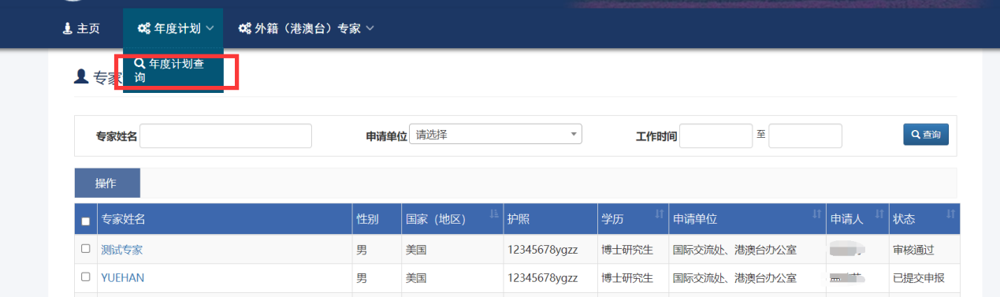 主页 年度计划 外籍（港澳台）专家
年度计划查
询
专家
专家姓名 申请单位 请选择 工作时间 至 查询
操作
专家姓名 性别 国家（地区） 护照 学历 申请单位 申请人 状态
测试专家 男 美国 12345678ygzz 博士研究生 国际交流处、港澳台办公室 审核通过
YUEHAN 男 美国 12345678ygzz 博士研究生 国际交流处、港澳台办公室 已提交申报